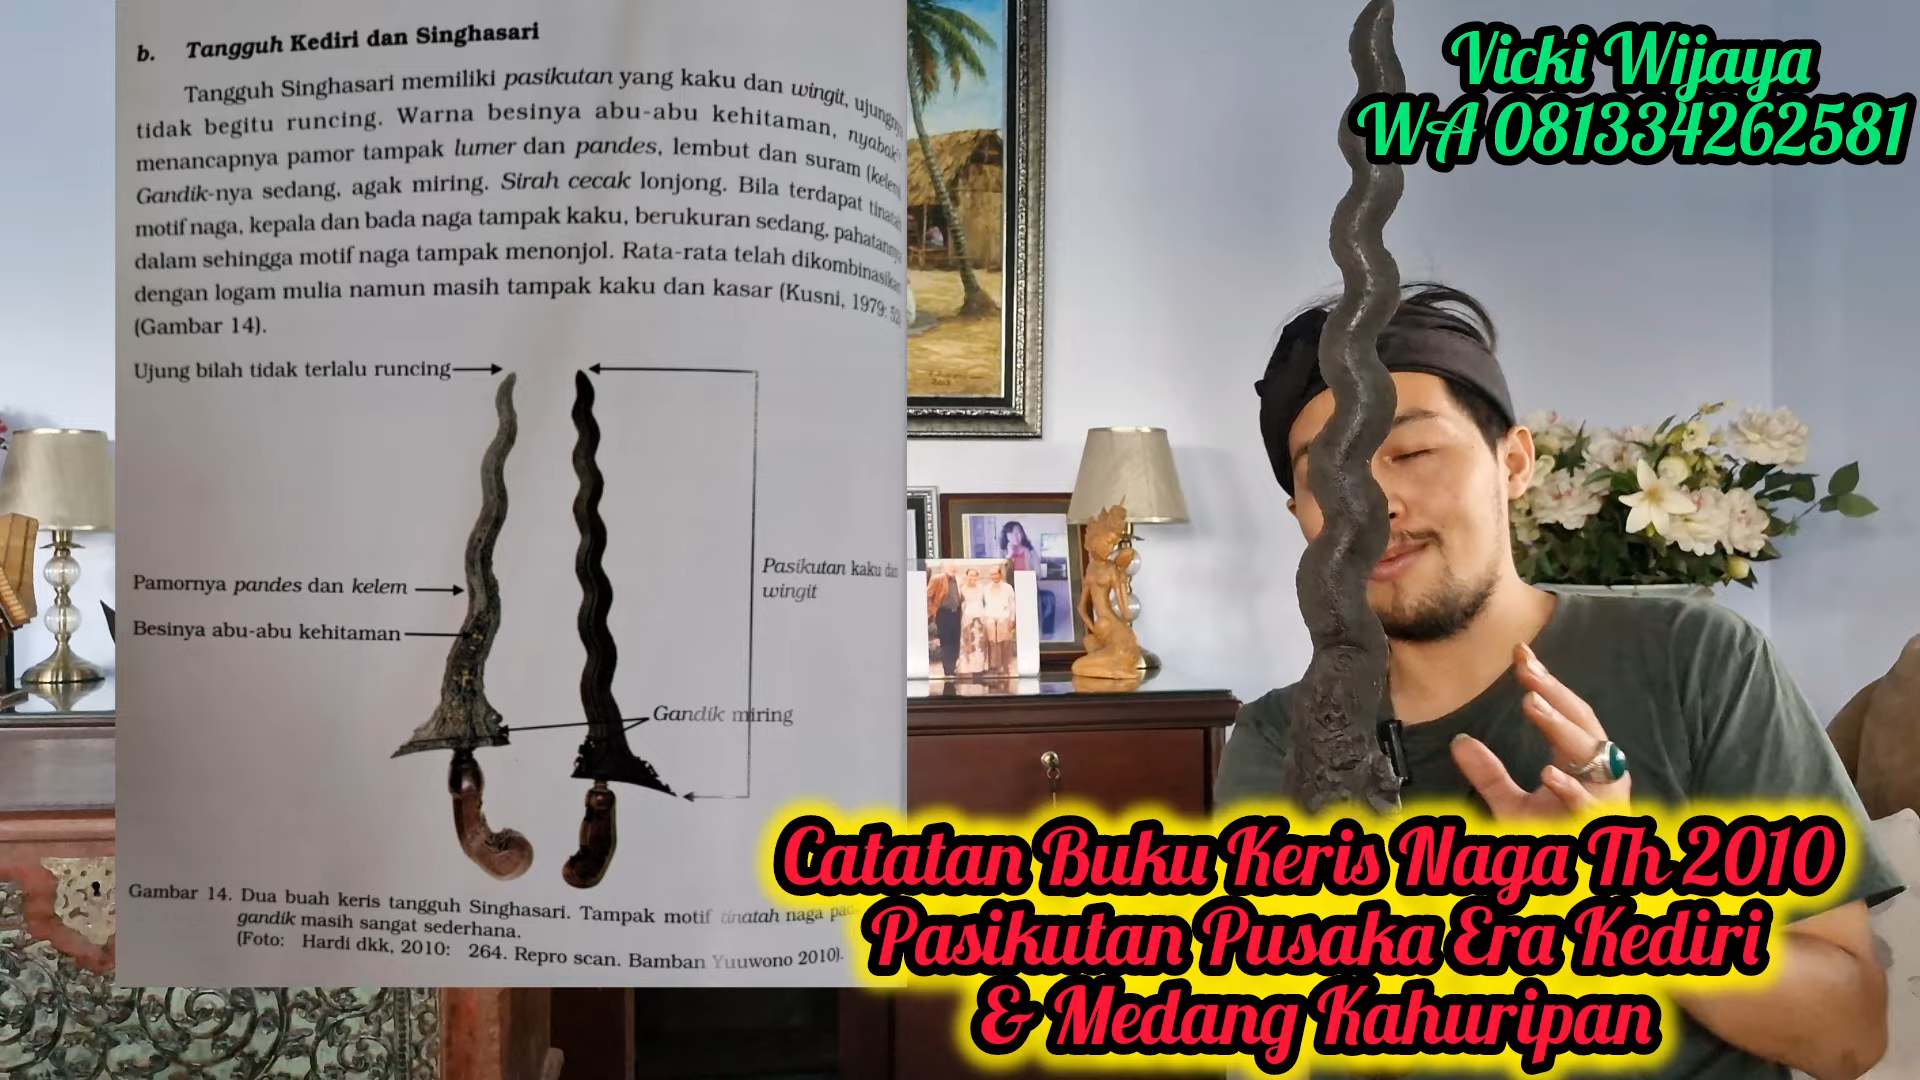 b. Tangguh Kediri dan Singhasari
Tangguh Singhasari memiliki pasikutan yang kaku dan wingit, ujungnya
tidak begitu runcing. Warna besinya abu-abu kehitaman, nyabak
menancapnya pamor tampak lumer dan pandes, lembut dan suram (kelem
Gandik-nya sedang, agak miring. Sirah cecak lonjong. Bila terdapat tinatah
motif naga, kepala dan bada naga tampak kaku, berukuran sedang, pahatannya
dalam sehingga motif naga tampak menonjol. Rata-rata telah dikombinasikan
dengan logam mulia namun masih tampak kaku dan kasar (Kusni, 1979:
(Gambar 14).
Ujung bilah tidak terlalu runcing
Pamornya pandes dan kelem
Besinya abu-abu kehitaman
Pasikutan kaku dan
wingit
Gandik miring
Gambar 14. Dua buah keris tangguh Singhasari. Tampak motif tinatah naga
gandik masih sangat sederhana.
(Foto: Hardi dkk, 2010: 264. Repro scan. Bamban Yuuwono 2010).
Vicki Wijaya
WA 081334262581
Catatan Buku Keris Naga Th 2010
Pasikutan Pusaka Era Kediri
& Medang Kahuripan